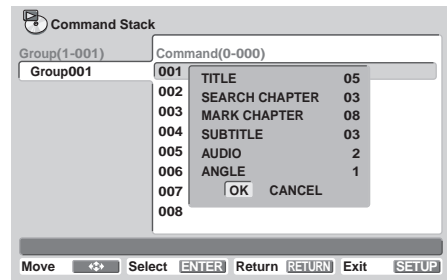 Command Stack
Group(1-001)
Command(0-000)
Group001
001
002
003
004
005
006
007
008
TITLE 05
SEARCH CHAPTER 03
MARK CHAPTER 08
SUBTITLE 03
AUDIO 2
ANGLE 1
OK CANCEL
Move Select ENTER Return RETURN Exit SETUP